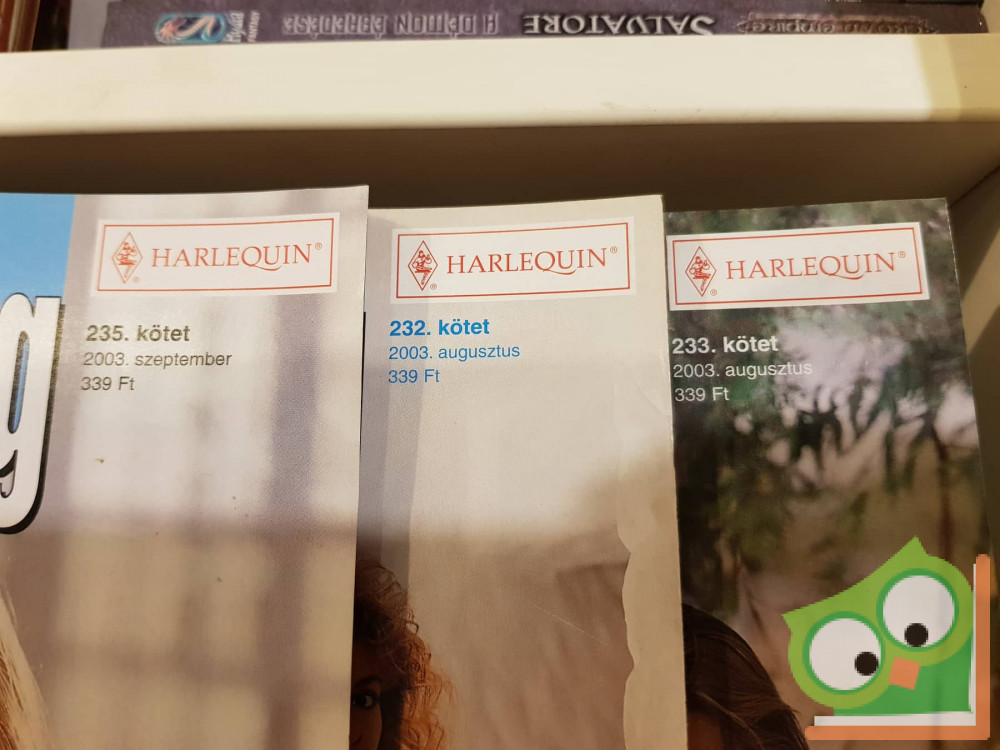 SALVATORE
A DÉMON ÉBREDÉSE
g
HARLEQUIN®
235. kötet
2003. szeptember
339 Ft
HARLEQUIN®
232. kötet
2003. augusztus
339 Ft
HARLEQUIN®
233. kötet
2003. augusztus
339 Ft